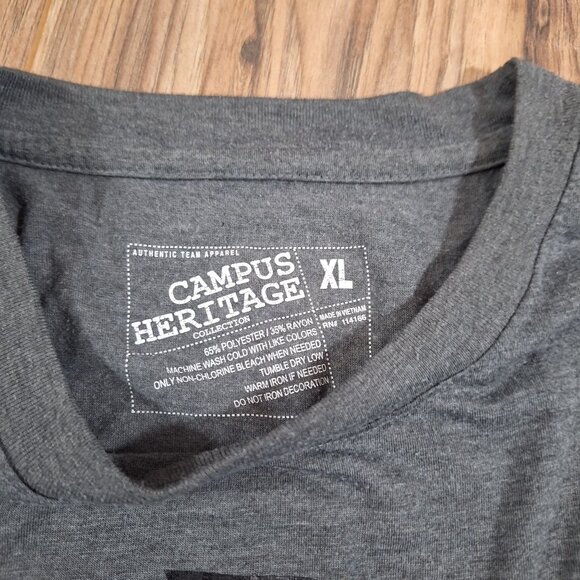 AUTHENTIC TEAM APPAREL
CAMPUS
HERITAGE
COLLECTION
XL
65% POLYESTER / 35% RAYON
MACHINE WASH COLD WITH LIKE COLORS
ONLY NON-CHLORINE BLEACH WHEN NEEDED
TUMBLE DRY LOW
WARM IRON IF NEEDED
DO NOT IRON DECORATION
MADE IN VIETNAM
RN# 114166